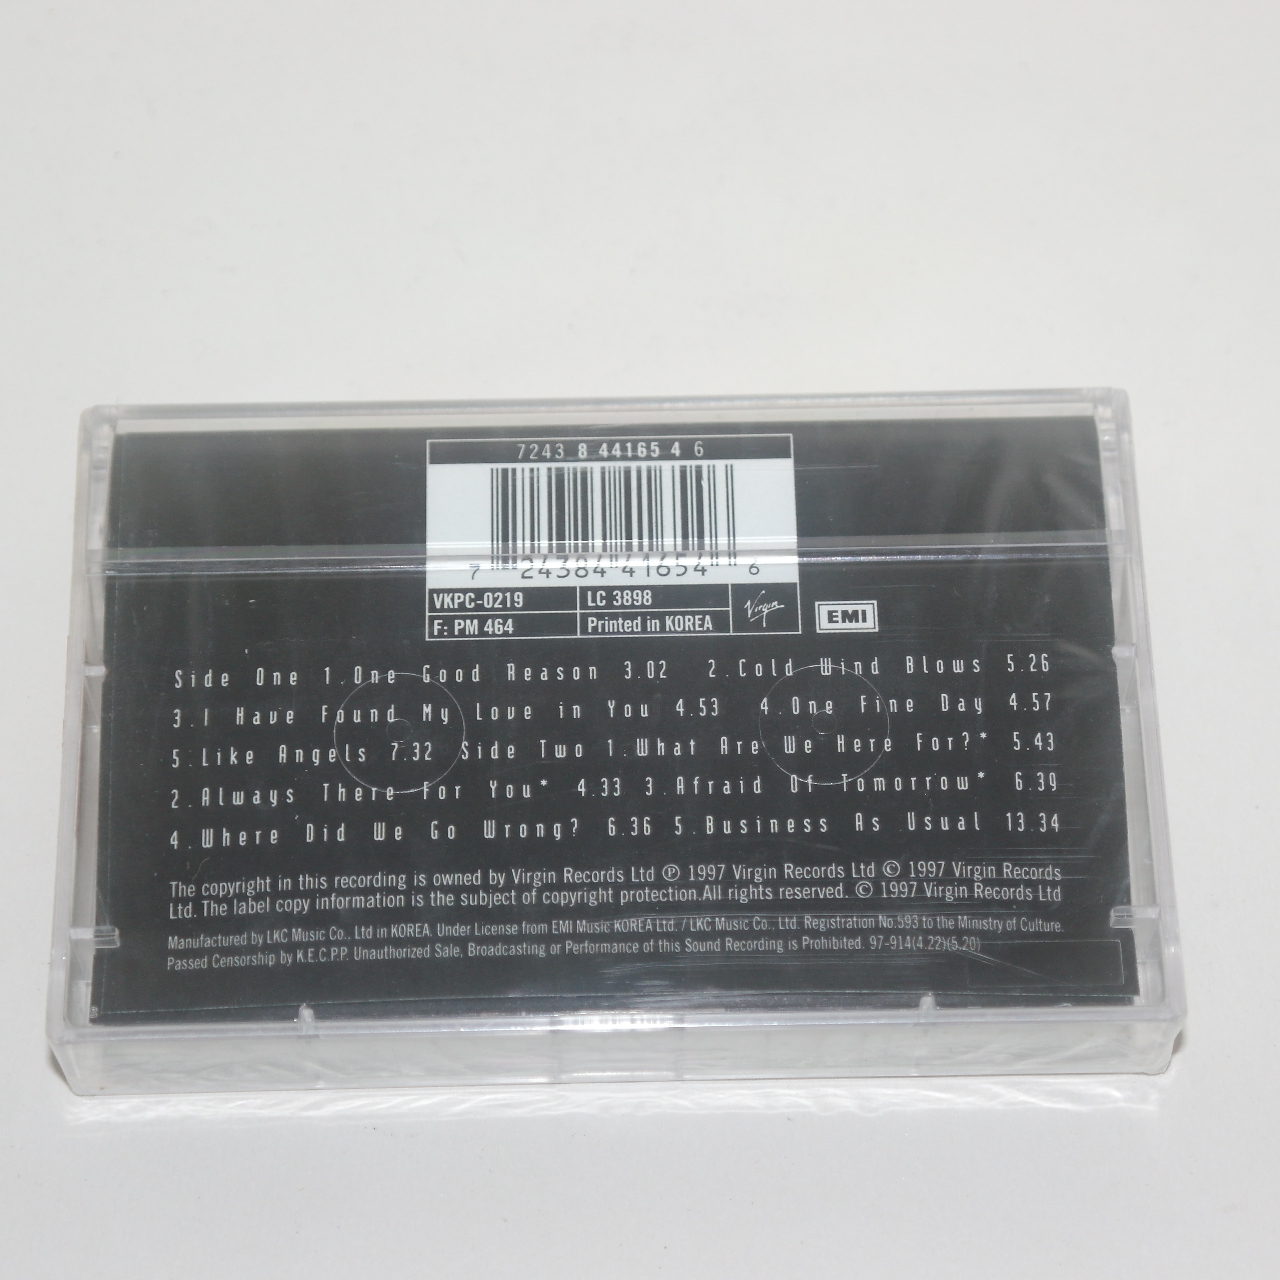 7243 8 44165 4 6
7 24384 41654 6
VKPC-0219 LC 3898
F: PM 464 Printed in KOREA
Virgin
EMI
Side One 1.One Good Reason 3.02 2.Cold Wind Blows 5.26
3.I Have Found My Love in You 4.53 4.One Fine Day 4.57
5.Like Angels 7.32 Side Two 1.What Are We Here For?* 5.43
2.Always There For You* 4.33 3.Afraid Of Tomorrow* 6.39
4.Where Did We Go Wrong? 6.36 5.Business As Usual 13.34
The copyright in this recording is owned by Virgin Records Ltd ℗ 1997 Virgin Records Ltd © 1997 Virgin Records
Ltd. The label copy information is the subject of copyright protection.All rights reserved. © 1997 Virgin Records Ltd
Manufactured by LKC Music Co., Ltd in KOREA. Under License from EMI Music KOREA Ltd. / LKC Music Co., Ltd. Registration No.593 to the Ministry of Culture.
Passed Censorship by K.E.C.P.P. Unauthorized Sale, Broadcasting or Performance of this Sound Recording is Prohibited. 97-914(4.22)(5.20)